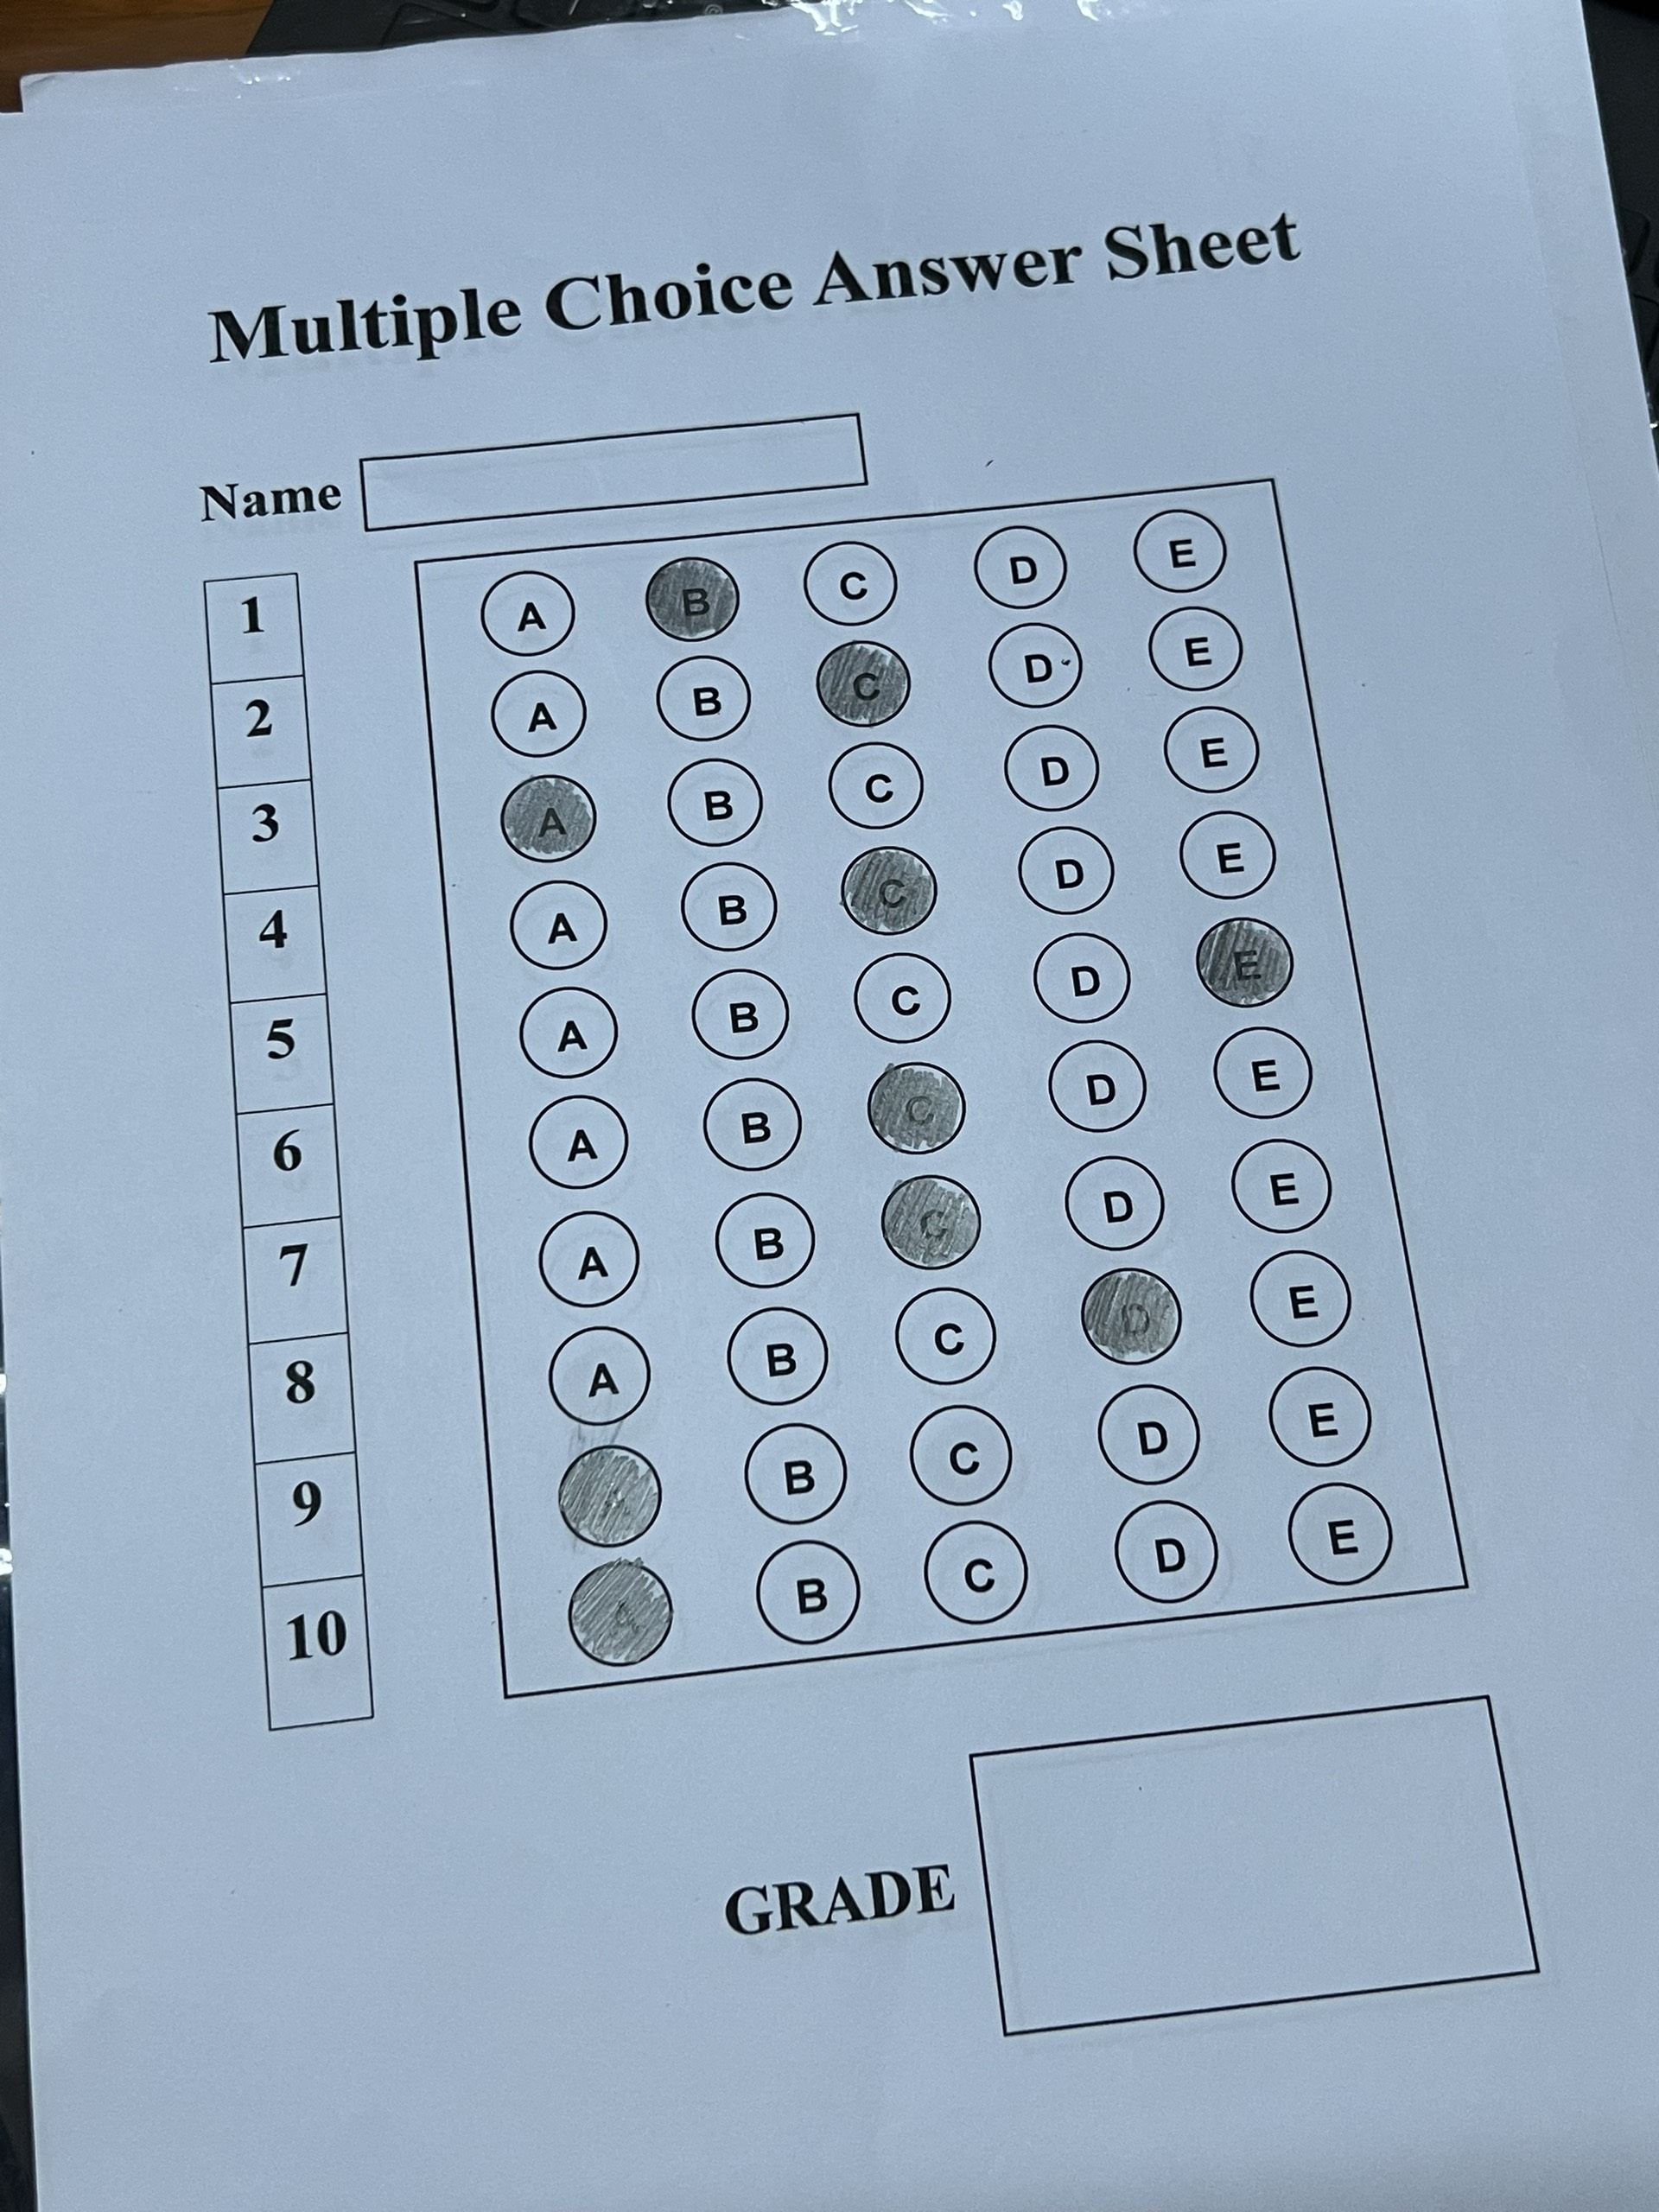 Multiple Choice Answer Sheet
Name
1 A B C D E
2 A B C D E
3 A B C D E
4 A B C D E
5 A B C D E
6 A B C D E
7 A B C D E
8 A B C D E
9 A B C D E
10 A B C D E
GRADE